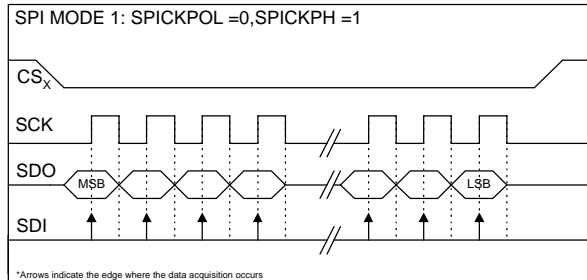 SPI MODE 1: SPICKPOL =0,SPICKPH =1
CSX
SCK
SDO
MSB
LSB
SDI
*Arrows indicate the edge where the data acquisition occurs